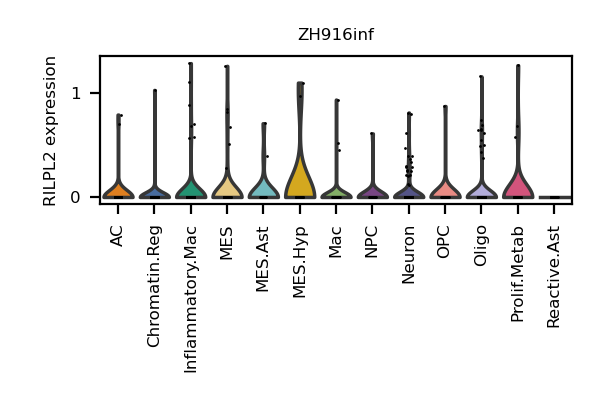 ZH916inf
RILPL2 expression
1
0
AC
Chromatin.Reg
Inflammatory.Mac
MES
MES.Ast
MES.Hyp
Mac
NPC
Neuron
OPC
Oligo
Prolif.Metab
Reactive.Ast